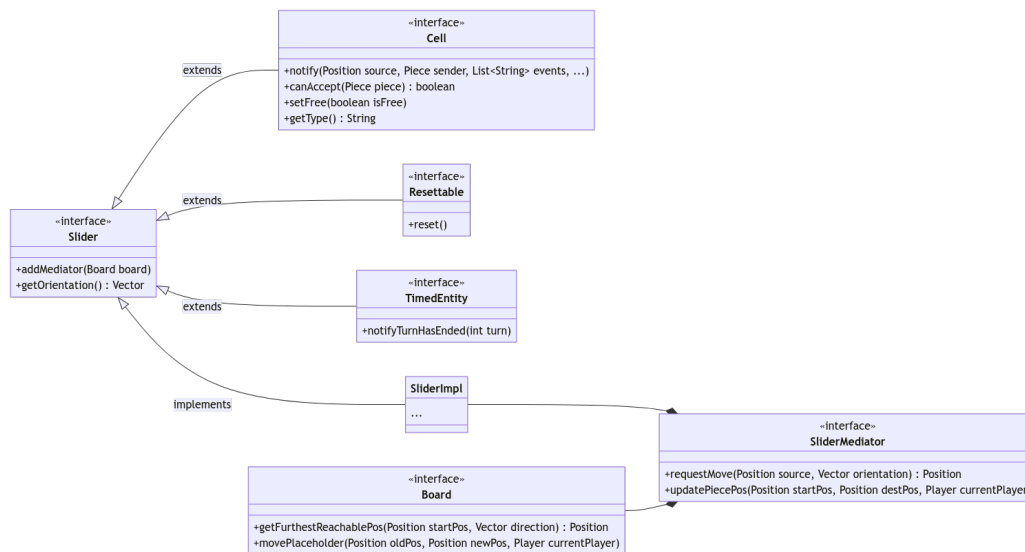 «interface»
Cell
+notify(Position source, Piece sender, List<String> events, ...)
+canAccept(Piece piece) : boolean
+setFree(boolean isFree)
+getType() : String
extends
«interface»
Resettable
+reset()
extends
«interface»
Slider
+addMediator(Board board)
+getOrientation() : Vector
«interface»
TimedEntity
+notifyTurnHasEnded(int turn)
extends
SliderImpl
...
implements
«interface»
SliderMediator
+requestMove(Position source, Vector orientation) : Position
+updatePiecePos(Position startPos, Position destPos, Player currentPlayer)
«interface»
Board
+getFurthestReachablePos(Position startPos, Vector direction) : Position
+movePlaceholder(Position oldPos, Position newPos, Player currentPlayer)